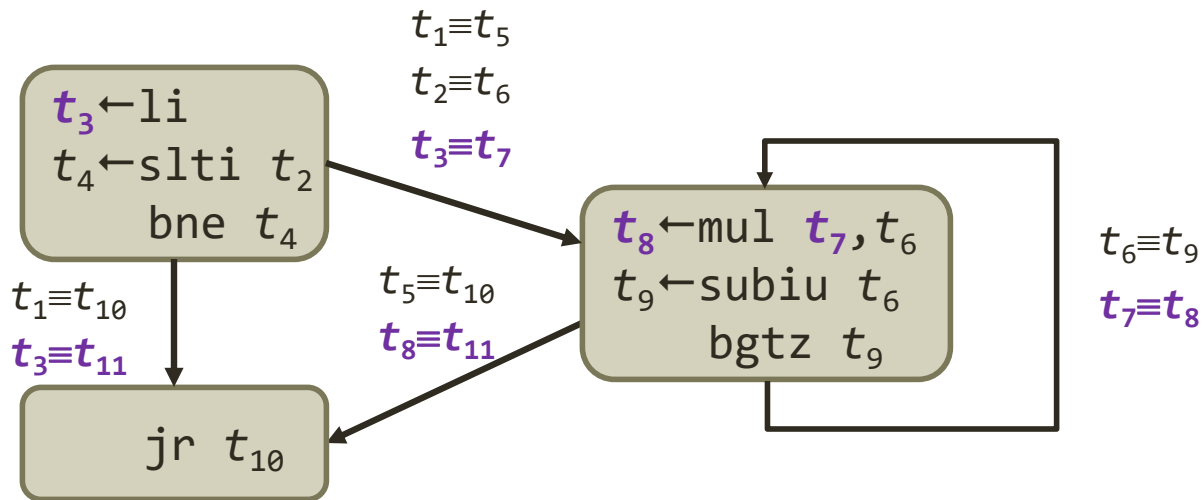 t₁≡t₅
t₂≡t₆
t₃≡t₇
t₃←li
t₄←slti t₂
bne t₄
t₈←mul t₇,t₆
t₉←subiu t₆
bgtz t₉
t₆≡t₉
t₇≡t₈
t₁≡t₁₀
t₃≡t₁₁
t₅≡t₁₀
t₈≡t₁₁
jr t₁₀